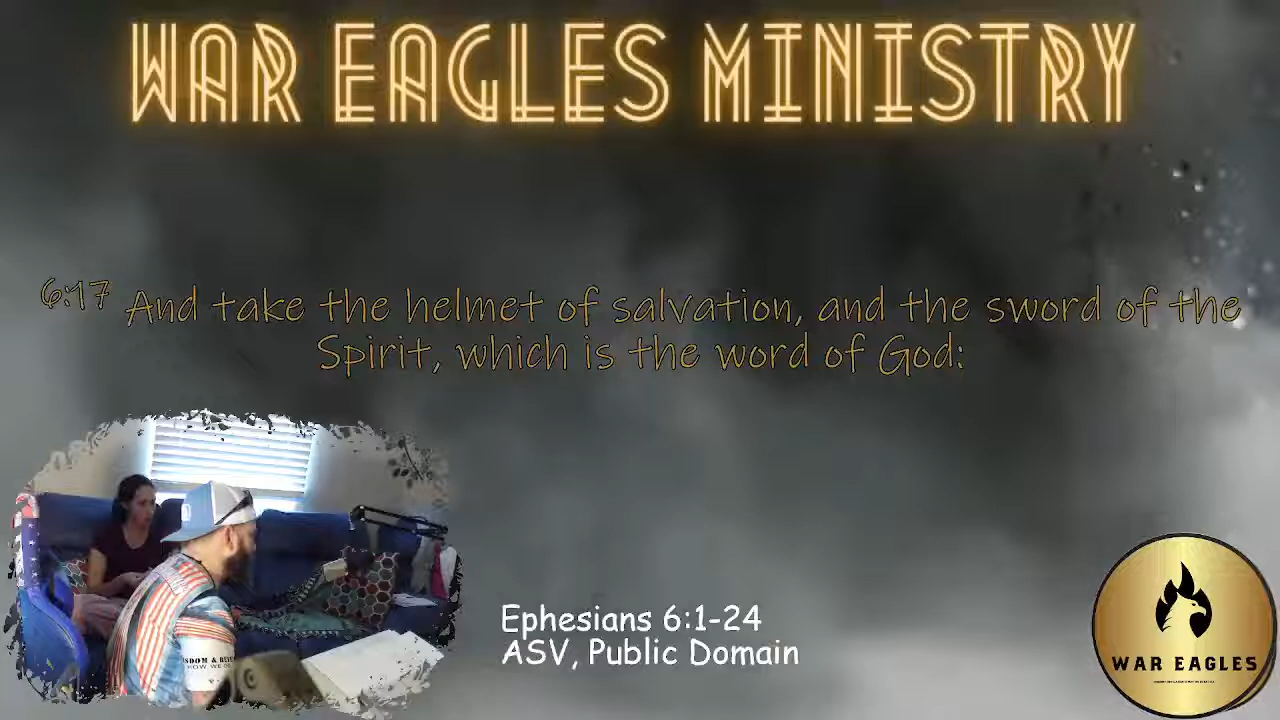 WAR EAGLES MINISTRY
6:17 And take the helmet of salvation, and the sword of the
Spirit, which is the word of God:
Ephesians 6:1-24
ASV, Public Domain
WAR EAGLES